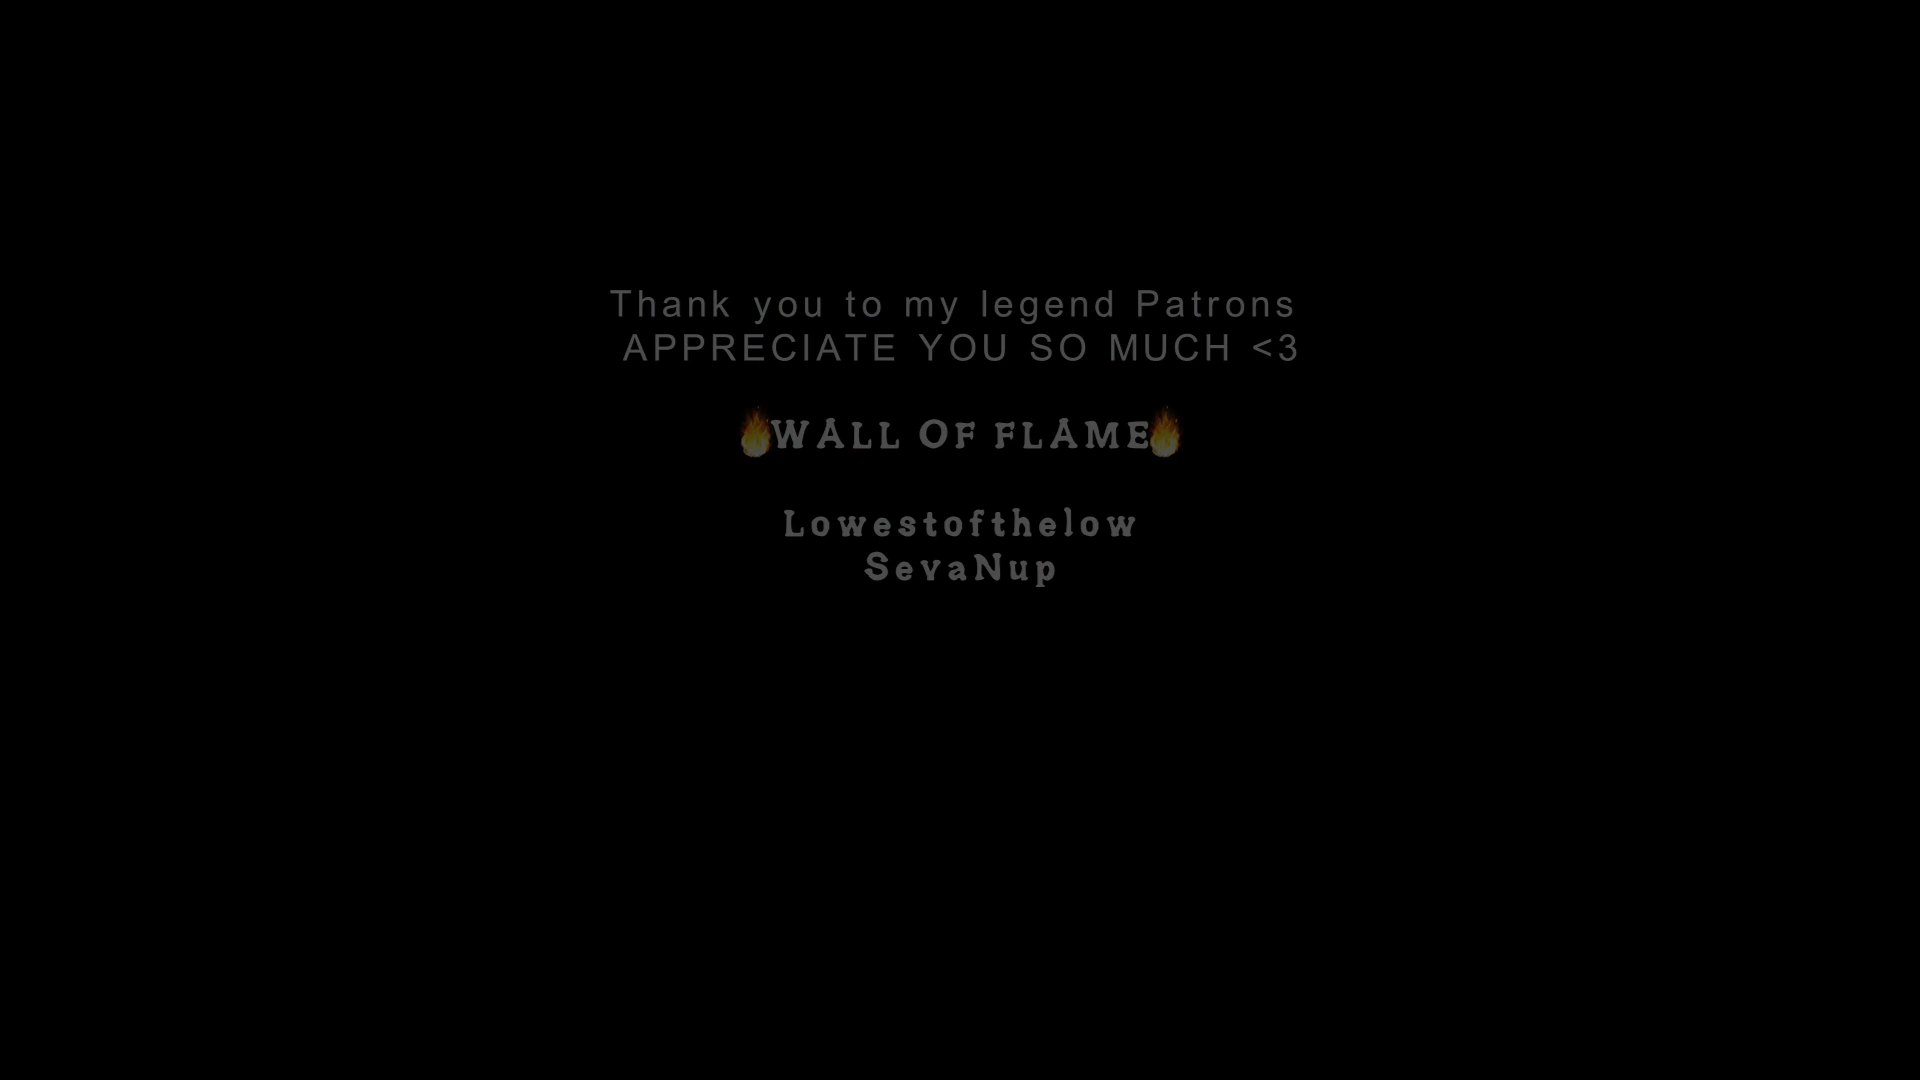 Thank you to my legend Patrons
APPRECIATE YOU SO MUCH <3
🔥WALL OF FLAME🔥
Lowestofthelow
SevaNup